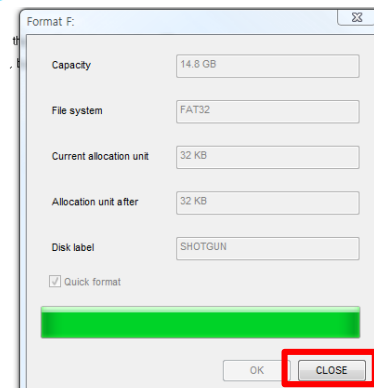 Format F:
Capacity 14.8 GB
File system FAT32
Current allocation unit 32 KB
Allocation unit after 32 KB
Disk label SHOTGUN
Quick format
OK CLOSE